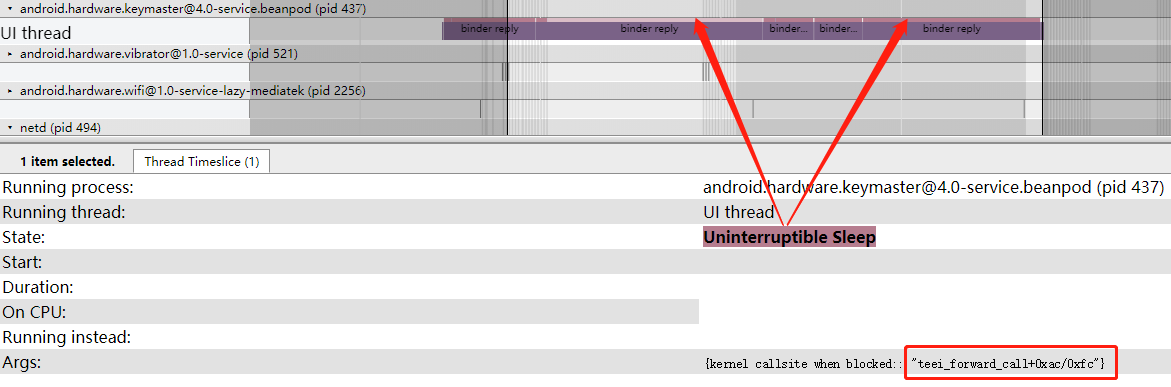 android.hardware.keymaster@4.0-service.beanpod (pid 437)
UI thread
binder reply binder reply binder... binder... binder reply
android.hardware.vibrator@1.0-service (pid 521)
android.hardware.wifi@1.0-service-lazy-mediatek (pid 2256)
netd (pid 494)
1 item selected. Thread Timeslice (1)
Running process: android.hardware.keymaster@4.0-service.beanpod (pid 437)
Running thread: UI thread
State: Uninterruptible Sleep
Start:
Duration:
On CPU:
Running instead:
Args: {kernel callsite when blocked:: "teei_forward_call+0xac/0xfc"}